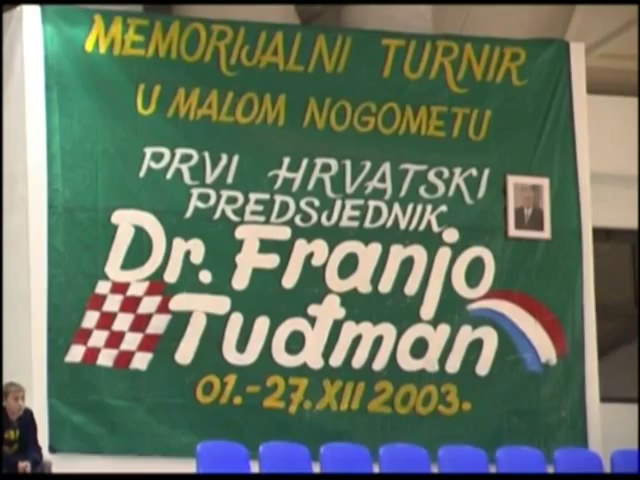 MEMORIJALNI TURNIR
U MALOM NOGOMETU
PRVI HRVATSKI
PREDSJEDNIK
Dr. Franjo
Tuđman
01.-27.XII 2003.